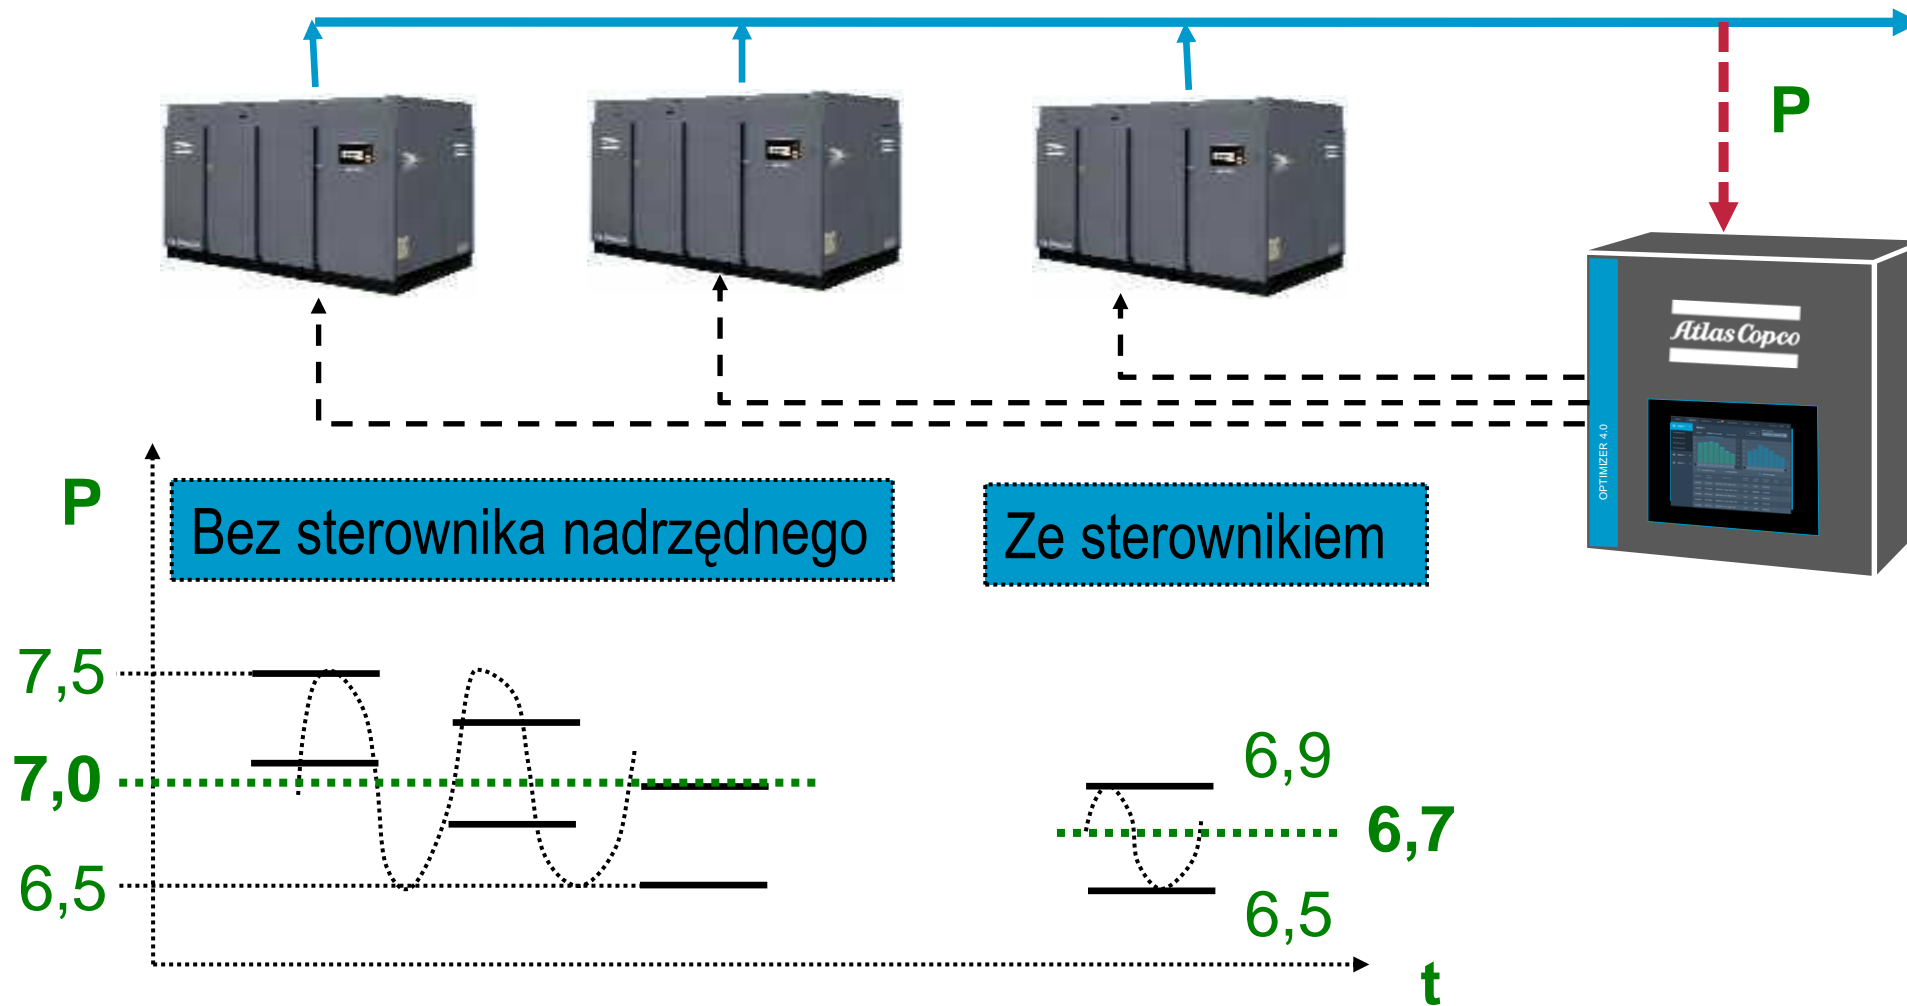 P
Atlas Copco
OPTIMIZER 4.0
P
Bez sterownika nadrzędnego
Ze sterownikiem
7,5
7,0
6,5
6,9
6,7
6,5
t